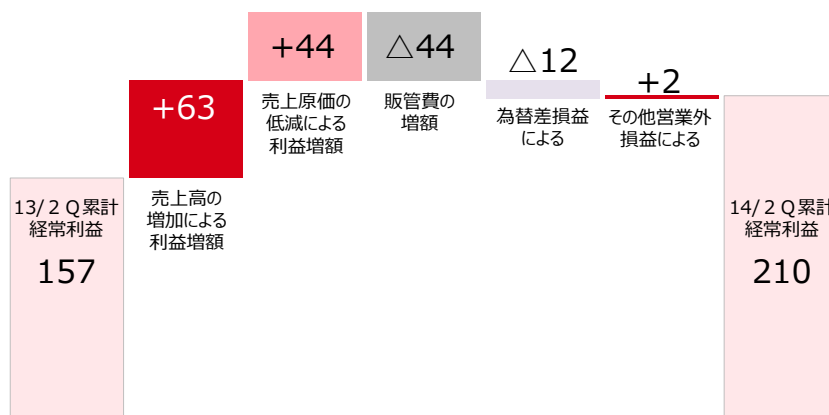 +44
△44
△12
+2
+63
売上原価の
低減による
利益増額
販管費の
増額
為替差損益
による
その他営業外
損益による
13/２Ｑ累計
経常利益
157
売上高の
増加による
利益増額
14/２Ｑ累計
経常利益
210